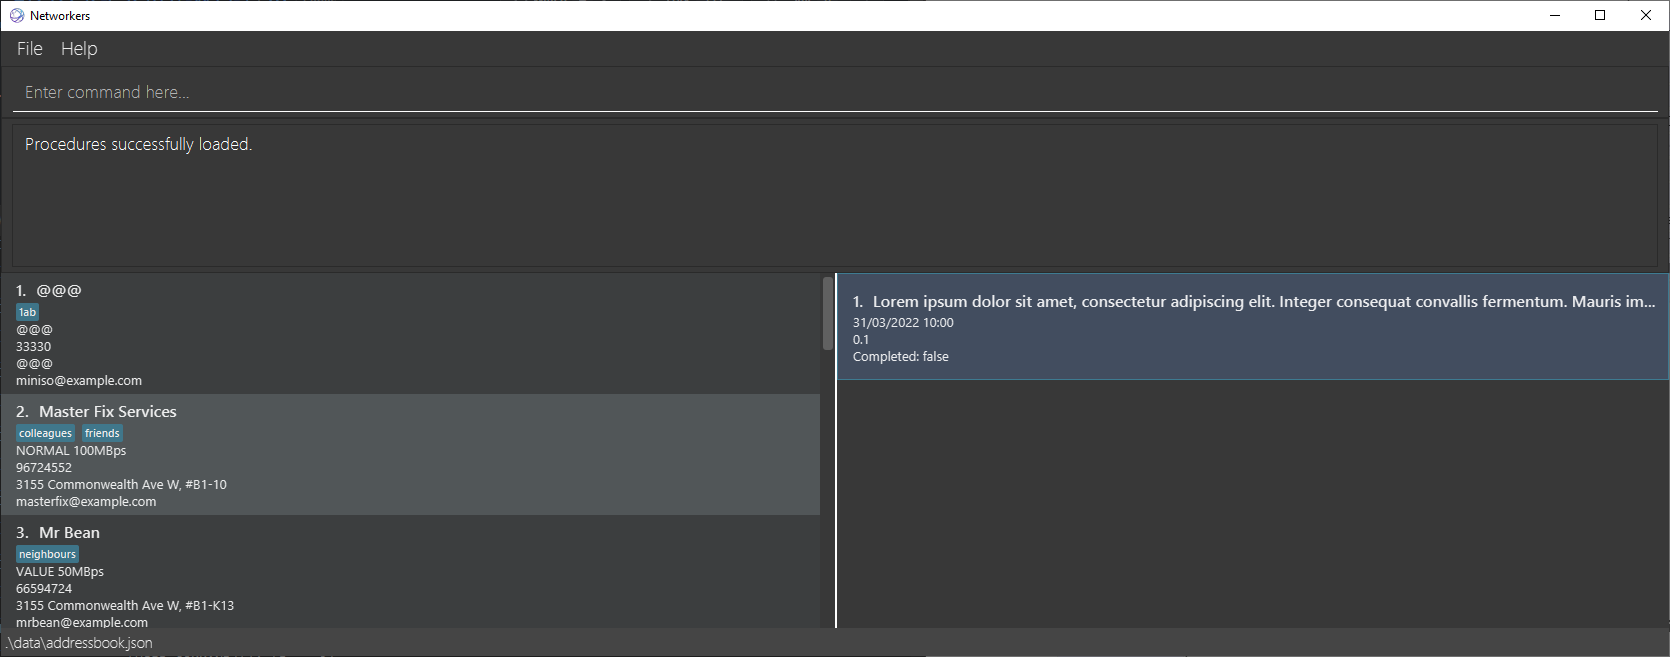 Networkers
File Help
Enter command here...
Procedures successfully loaded.
1. @@@
1ab
@@@
33330
@@@
miniso@example.com
2. Master Fix Services
colleagues friends
NORMAL 100MBps
96724552
3155 Commonwealth Ave W, #B1-10
masterfix@example.com
3. Mr Bean
neighbours
VALUE 50MBps
66594724
3155 Commonwealth Ave W, #B1-K13
mrbean@example.com
1. Lorem ipsum dolor sit amet, consectetur adipiscing elit. Integer consequat convallis fermentum. Mauris im...
31/03/2022 10:00
0.1
Completed: false
.\data\addressbook.json